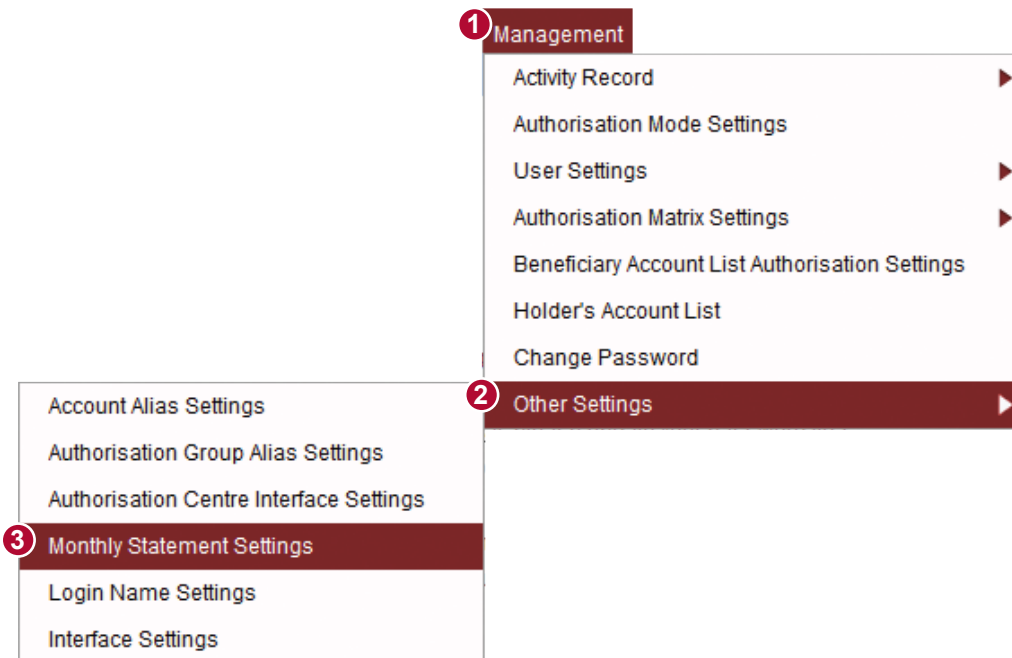 1
Management
Activity Record
Authorisation Mode Settings
User Settings
Authorisation Matrix Settings
Beneficiary Account List Authorisation Settings
Holder's Account List
Change Password
2
Other Settings
Account Alias Settings
Authorisation Group Alias Settings
Authorisation Centre Interface Settings
3
Monthly Statement Settings
Login Name Settings
Interface Settings